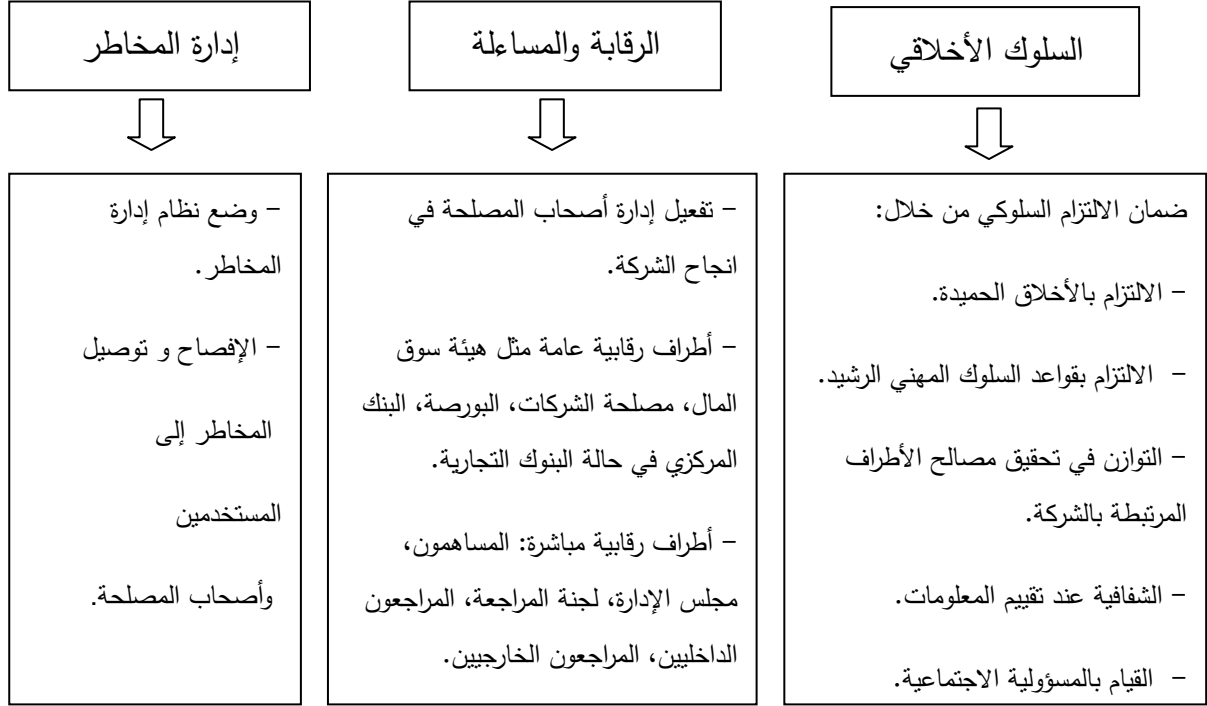 السلوك الأخلاقي
ضمان الالتزام السلوكي من خلال:
- الالتزام بالأخلاق الحميدة.
- الالتزام بقواعد السلوك المهني الرشيد.
- التوازن في تحقيق مصالح الأطراف
المرتبطة بالشركة.
- الشفافية عند تقييم المعلومات.
- القيام بالمسؤولية الاجتماعية.
الرقابة والمساءلة
- تفعيل إدارة أصحاب المصلحة في
انجاح الشركة.
- أطراف رقابية عامة مثل هيئة سوق
المال، مصلحة الشركات، البورصة، البنك
المركزي في حالة البنوك التجارية.
- أطراف رقابية مباشرة: المساهمون،
مجلس الإدارة، لجنة المراجعة، المراجعون
الداخليين، المراجعون الخارجيين.
إدارة المخاطر
- وضع نظام إدارة
المخاطر.
- الإفصاح و توصيل
المخاطر إلى
المستخدمين
وأصحاب المصلحة.